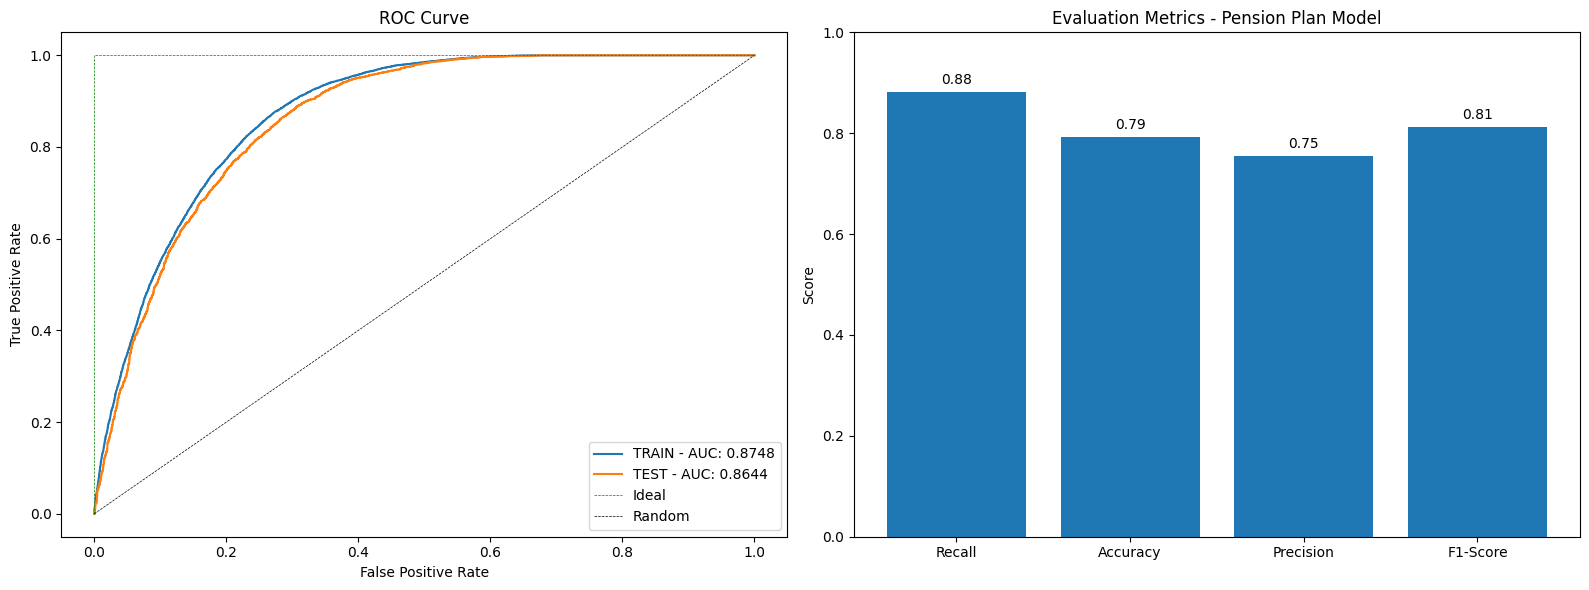 ROC Curve
1.0
0.8
0.6
0.4
0.2
0.0
True Positive Rate
0.0 0.2 0.4 0.6 0.8 1.0
False Positive Rate
TRAIN - AUC: 0.8748
TEST - AUC: 0.8644
Ideal
Random
Evaluation Metrics - Pension Plan Model
1.0
0.8
0.6
0.4
0.2
0.0
Score
0.88
0.79
0.75
0.81
Recall Accuracy Precision F1-Score